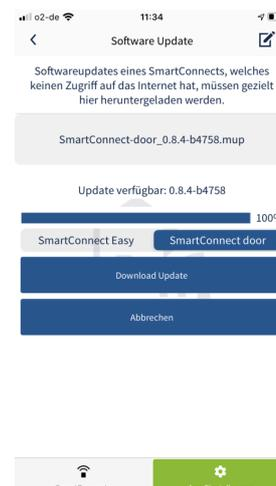 o2-de
11:34
Software Update
Softwareupdates eines SmartConnects, welches
keinen Zugriff auf das Internet hat, müssen gezielt
hier heruntergeladen werden.
SmartConnect-door_0.8.4-b4758.mup
Update verfügbar: 0.8.4-b4758
SmartConnect Easy
SmartConnect door
Download Update
Abbrechen